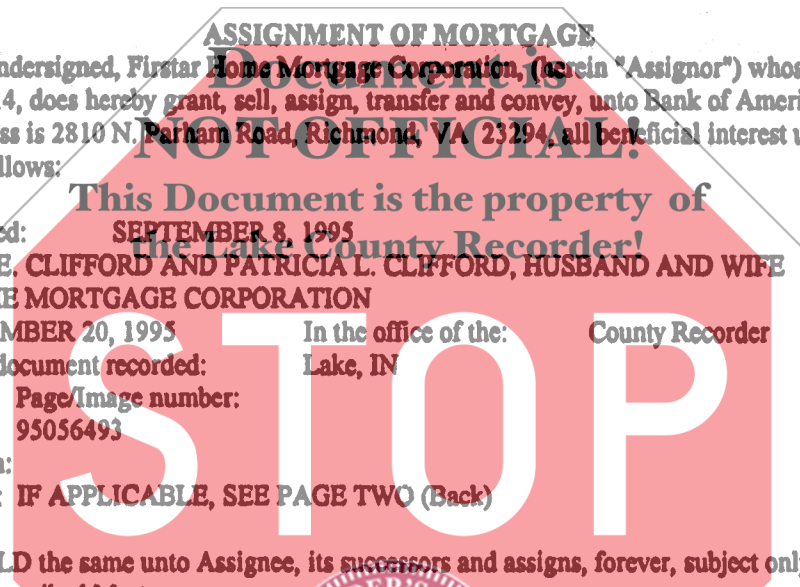 ASSIGNMENT OF MORTGAGE
Document is
ndersigned, Firstar Home Mortgage Corporation, (herein "Assignor") whos
4, does hereby grant, sell, assign, transfer and convey, unto Bank of Ameri
ss is 2810 N. Parham Road, Richmond, VA 23294, all beneficial interest u
NOT OFFICIAL!
llows:
This Document is the property of
ed: SEPTEMBER 8, 1995
the Lake County Recorder!
E. CLIFFORD AND PATRICIA L. CLIFFORD, HUSBAND AND WIFE
E MORTGAGE CORPORATION
MBER 20, 1995 In the office of the: County Recorder
document recorded: Lake, IN
STOP
Page/Image number:
95056493
n:
: IF APPLICABLE, SEE PAGE TWO (Back)
LD the same unto Assignee, its successors and assigns, forever, subject only